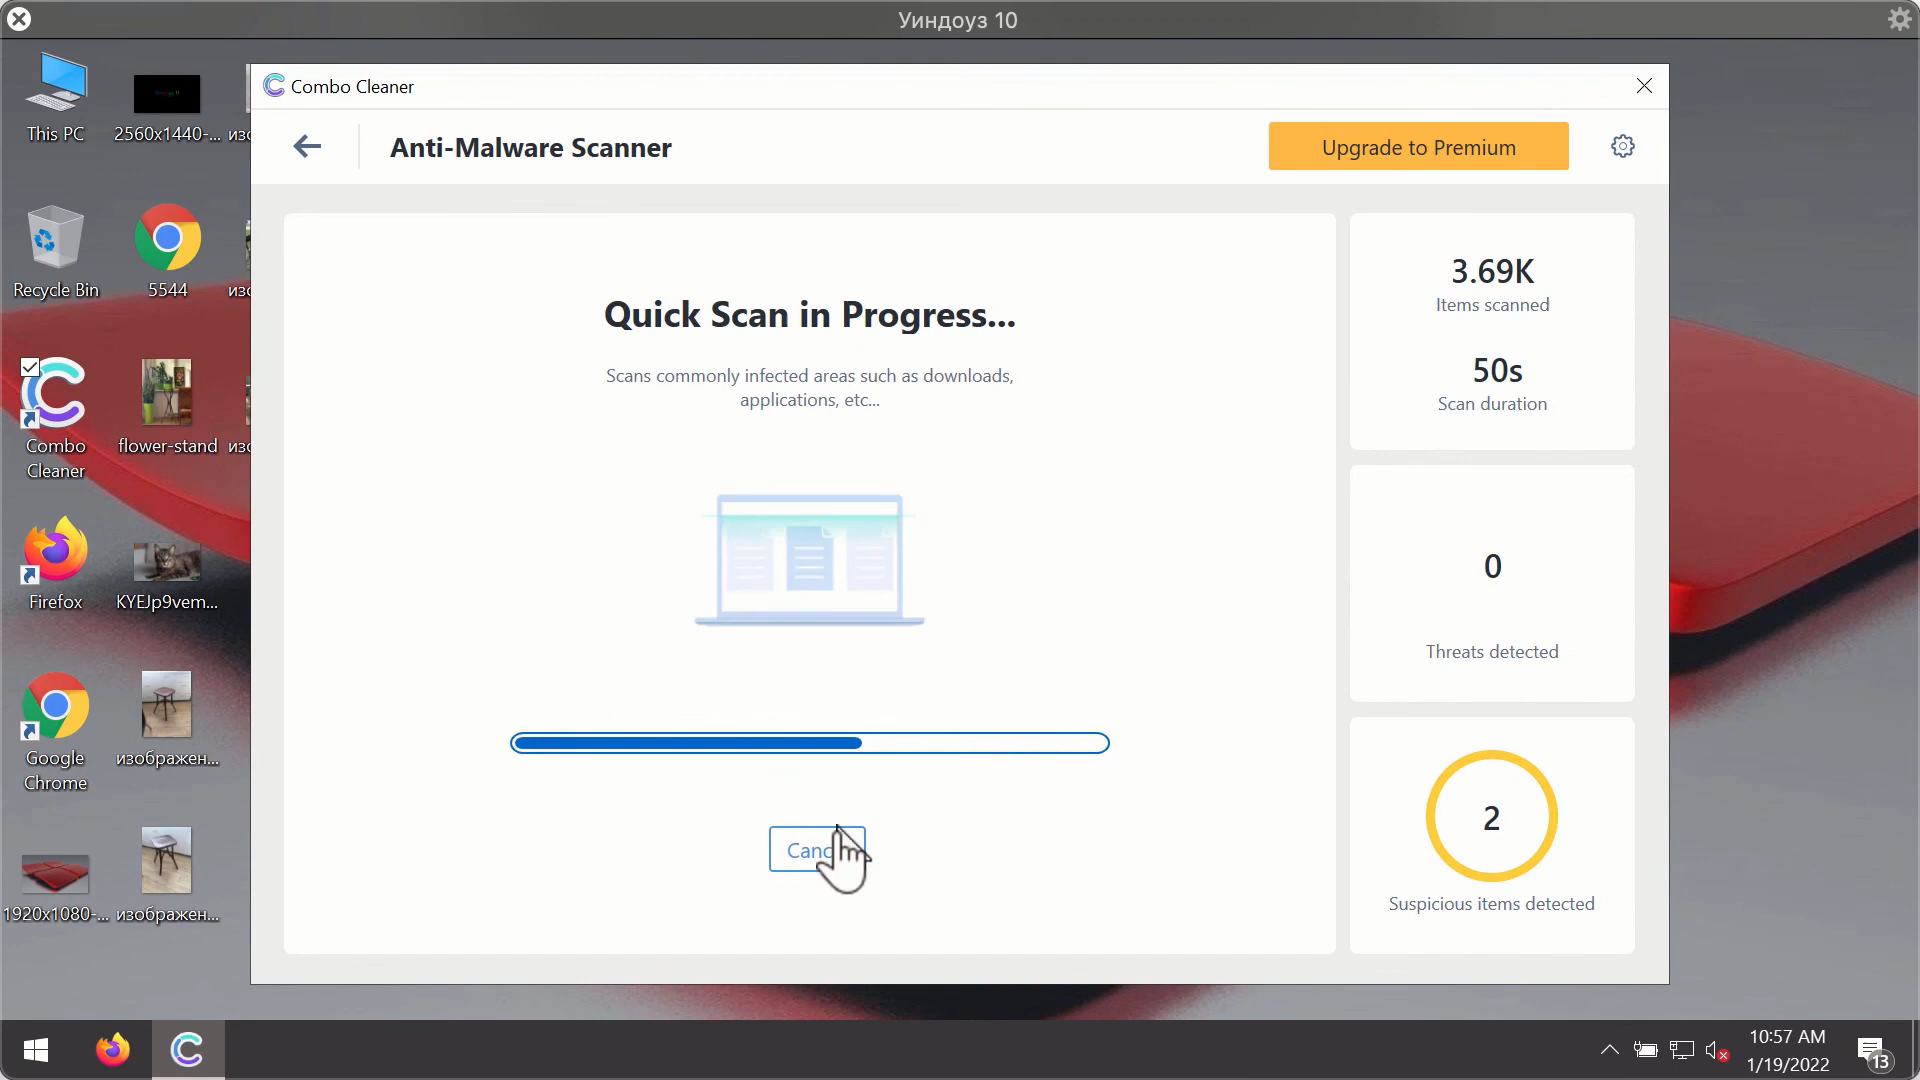 Уиндоуз 10
This PC
2560x1440-...
Recycle Bin
5544
Combo
Cleaner
flower-stand
Firefox
KYEJp9vem...
Google
Chrome
изображен...
1920x1080-...
изображен...
Combo Cleaner
Anti-Malware Scanner
Upgrade to Premium
Quick Scan in Progress...
Scans commonly infected areas such as downloads,
applications, etc...
3.69K
Items scanned
50s
Scan duration
0
Threats detected
2
Suspicious items detected
10:57 AM
1/19/2022
13